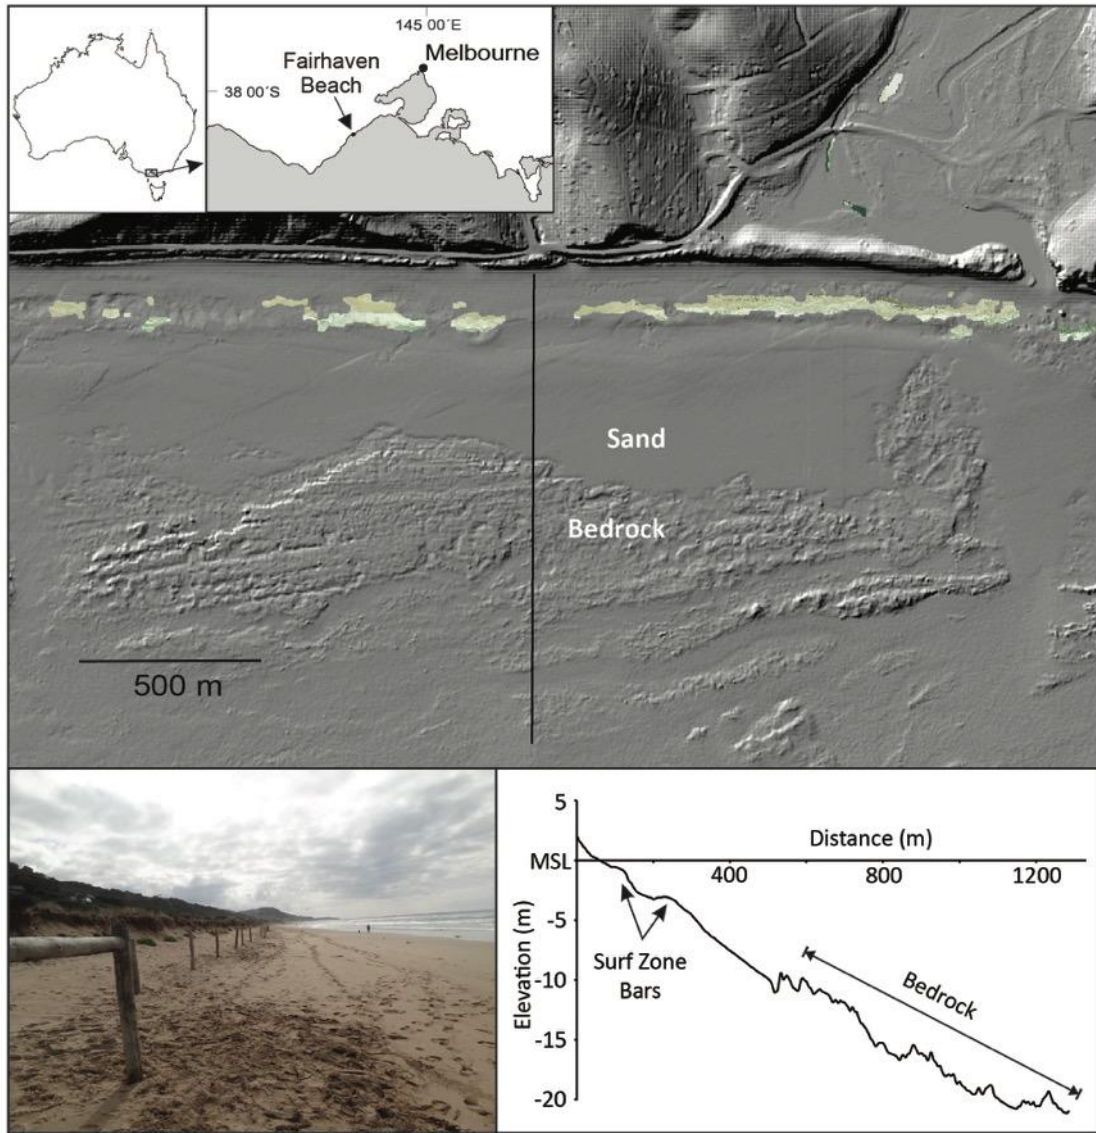 145 00´E
Melbourne
Fairhaven
Beach
38 00´S
Sand
Bedrock
500 m
5
Distance (m)
MSL
400
800
1200
-5
Surf Zone
Bars
Bedrock
-10
Elevation (m)
-15
-20